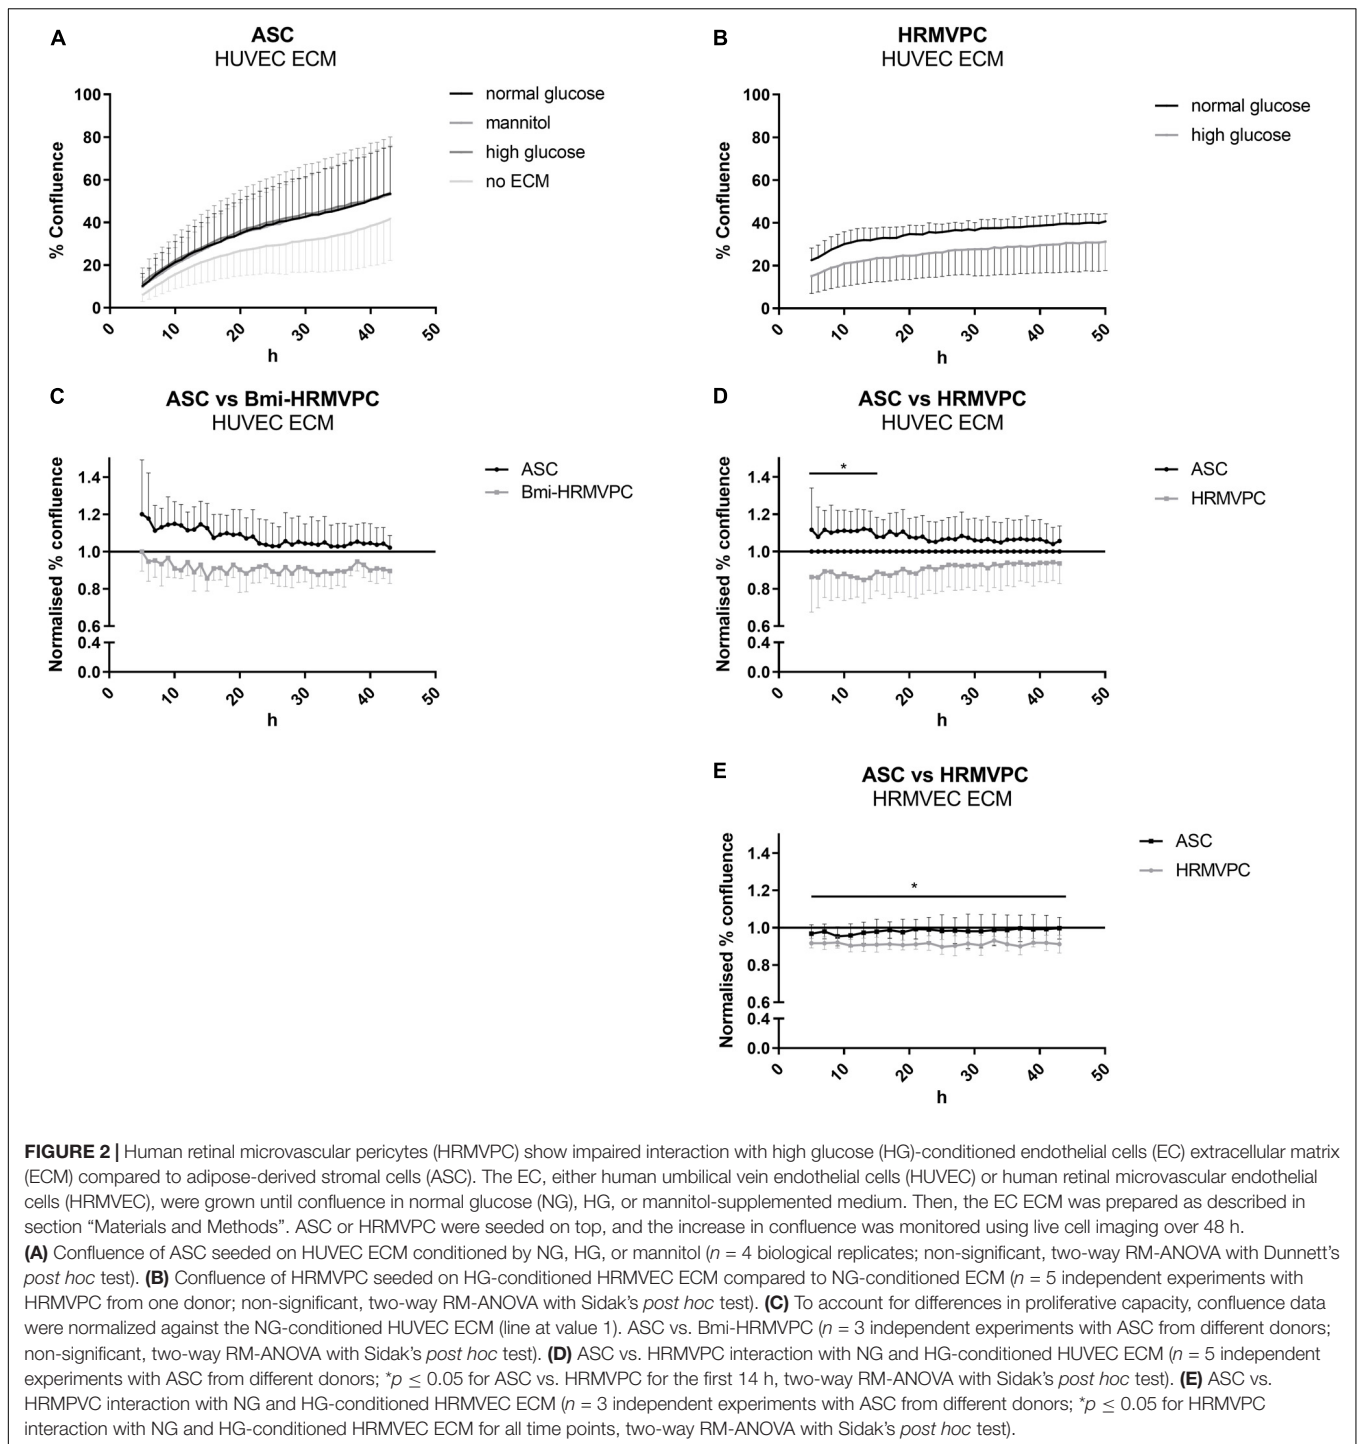 A
ASC
HUVEC ECM
% Confluence
100
80
60
40
20
0
0
10
20
30
40
50
h
normal glucose
mannitol
high glucose
no ECM
B
HRMVPC
HUVEC ECM
% Confluence
100
80
60
40
20
0
0
10
20
30
40
50
h
normal glucose
high glucose
C
ASC vs Bmi-HRMVPC
HUVEC ECM
Normalised % confluence
1.4
1.2
1.0
0.8
0.6
0.4
0.0
0
10
20
30
40
50
h
ASC
Bmi-HRMVPC
D
ASC vs HRMVPC
HUVEC ECM
Normalised % confluence
1.4
1.2
1.0
0.8
0.6
0.4
0.0
*
0
10
20
30
40
50
h
ASC
HRMVPC
E
ASC vs HRMVPC
HRMVEC ECM
Normalised % confluence
1.4
1.2
1.0
0.8
0.6
0.4
0.0
*
0
10
20
30
40
50
h
ASC
HRMVPC
FIGURE 2 | Human retinal microvascular pericytes (HRMVPC) show impaired interaction with high glucose (HG)-conditioned endothelial cells (EC) extracellular matrix
(ECM) compared to adipose-derived stromal cells (ASC). The EC, either human umbilical vein endothelial cells (HUVEC) or human retinal microvascular endothelial
cells (HRMVEC), were grown until confluence in normal glucose (NG), HG, or mannitol-supplemented medium. Then, the EC ECM was prepared as described in
section “Materials and Methods”. ASC or HRMVPC were seeded on top, and the increase in confluence was monitored using live cell imaging over 48 h.
(A) Confluence of ASC seeded on HUVEC ECM conditioned by NG, HG, or mannitol (n = 4 biological replicates; non-significant, two-way RM-ANOVA with Dunnett’s
post hoc test). (B) Confluence of HRMVPC seeded on HG-conditioned HRMVEC ECM compared to NG-conditioned ECM (n = 5 independent experiments with
HRMVPC from one donor; non-significant, two-way RM-ANOVA with Sidak’s post hoc test). (C) To account for differences in proliferative capacity, confluence data
were normalized against the NG-conditioned HUVEC ECM (line at value 1). ASC vs. Bmi-HRMVPC (n = 3 independent experiments with ASC from different donors;
non-significant, two-way RM-ANOVA with Sidak’s post hoc test). (D) ASC vs. HRMVPC interaction with NG and HG-conditioned HUVEC ECM (n = 5 independent
experiments with ASC from different donors; *p ≤ 0.05 for ASC vs. HRMVPC for the first 14 h, two-way RM-ANOVA with Sidak’s post hoc test). (E) ASC vs.
HRMPVC interaction with NG and HG-conditioned HRMVEC ECM (n = 3 independent experiments with ASC from different donors; *p ≤ 0.05 for HRMVPC
interaction with NG and HG-conditioned HRMVEC ECM for all time points, two-way RM-ANOVA with Sidak’s post hoc test).